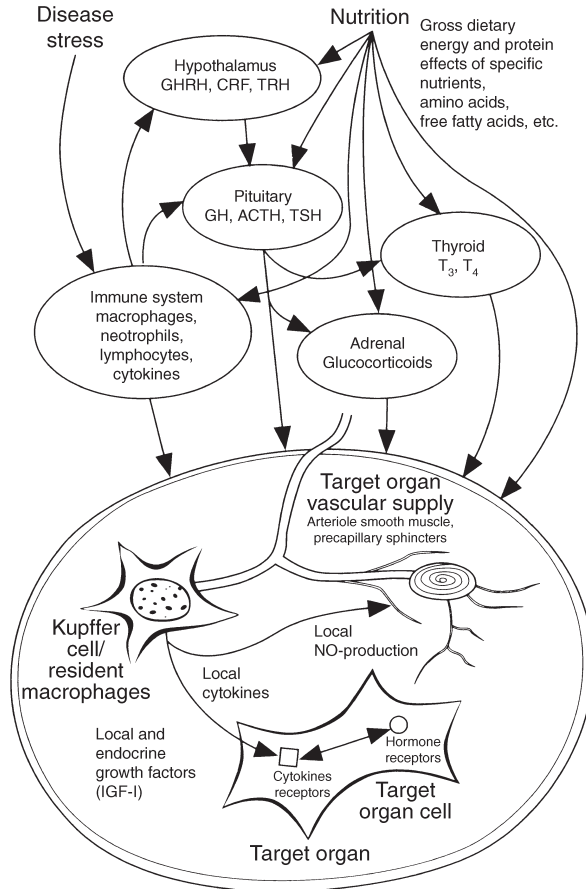 Disease
stress
Nutrition
Gross dietary
energy and protein
effects of specific
nutrients,
amino acids,
free fatty acids, etc.
Hypothalamus
GHRH, CRF, TRH
Pituitary
GH, ACTH, TSH
Thyroid
T3, T4
Immune system
macrophages,
neotrophils,
lymphocytes,
cytokines
Adrenal
Glucocorticoids
Target organ
vascular supply
Arteriole smooth muscle,
precapillary sphincters
Kupffer
cell/
resident
macrophages
Local
NO-production
Local
cytokines
Local and
endocrine
growth factors
(IGF-I)
Hormone
receptors
Cytokines
receptors
Target
organ cell
Target organ